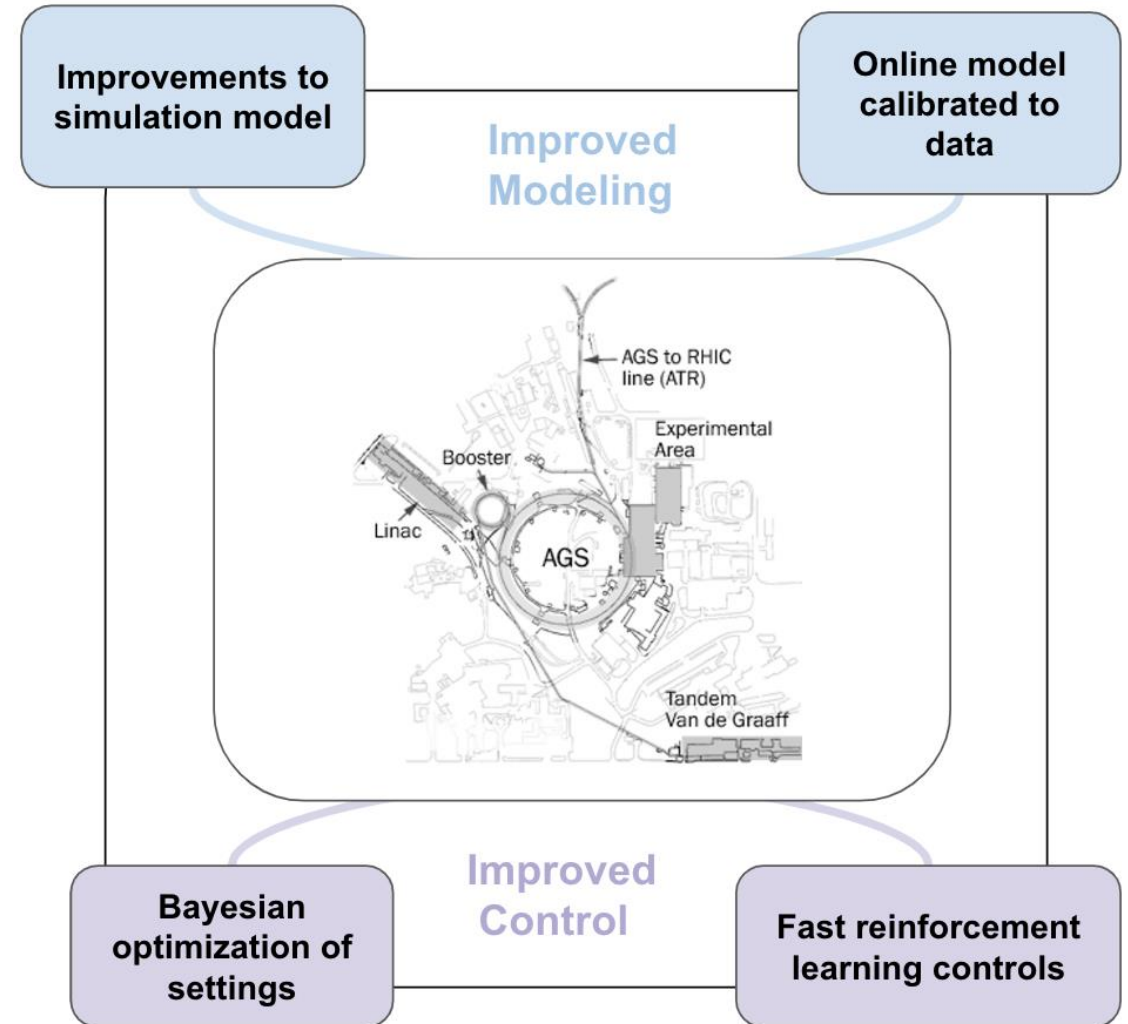 Improvements to
simulation model
Online model
calibrated to
data
Improved
Modeling
AGS to RHIC
line (ATR)
Experimental
Area
Booster
Linac
AGS
Tandem
Van de Graaff
Improved
Control
Bayesian
optimization of
settings
Fast reinforcement
learning controls